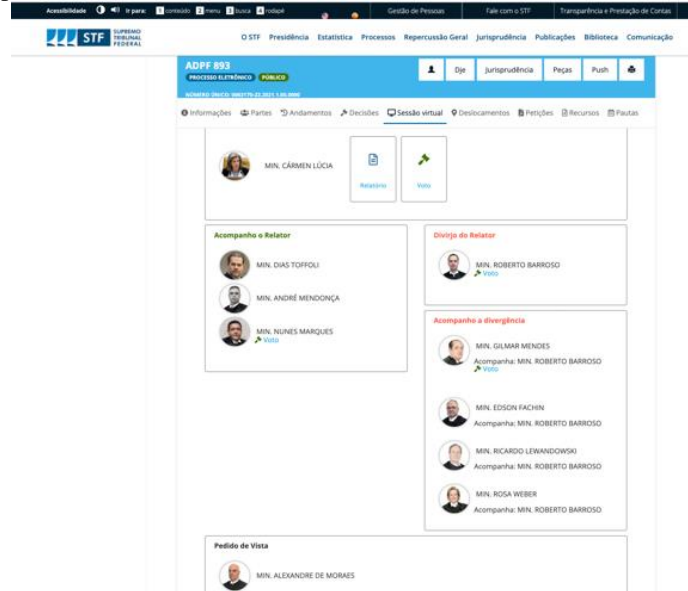 Acessibilidade Ir para: 1 conteúdo 2 menu 3 busca 4 rodapé Gestão de Pessoas Fale com o STF Transparência e Prestação de Contas
STF SUPREMO
TRIBUNAL
FEDERAL
O STF Presidência Estatística Processos Repercussão Geral Jurisprudência Publicações Biblioteca Comunicação
ADPF 893
PROCESSO ELETRÔNICO PÚBLICO
Dje Jurisprudência Peças Push
Informações Partes Andamentos Decisões Sessão virtual Deslocamentos Petições Recursos Pautas
MIN. CÁRMEN LÚCIA
Relatório Voto
Acompanho o Relator
MIN. DIAS TOFFOLI
MIN. ANDRÉ MENDONÇA
MIN. NUNES MARQUES
Voto
Divirjo do Relator
MIN. ROBERTO BARROSO
Voto
Acompanho a divergência
MIN. GILMAR MENDES
Acompanha: MIN. ROBERTO BARROSO
Voto
MIN. EDSON FACHIN
Acompanha: MIN. ROBERTO BARROSO
MIN. RICARDO LEWANDOWSKI
Acompanha: MIN. ROBERTO BARROSO
MIN. ROSA WEBER
Acompanha: MIN. ROBERTO BARROSO
Pedido de Vista
MIN. ALEXANDRE DE MORAES